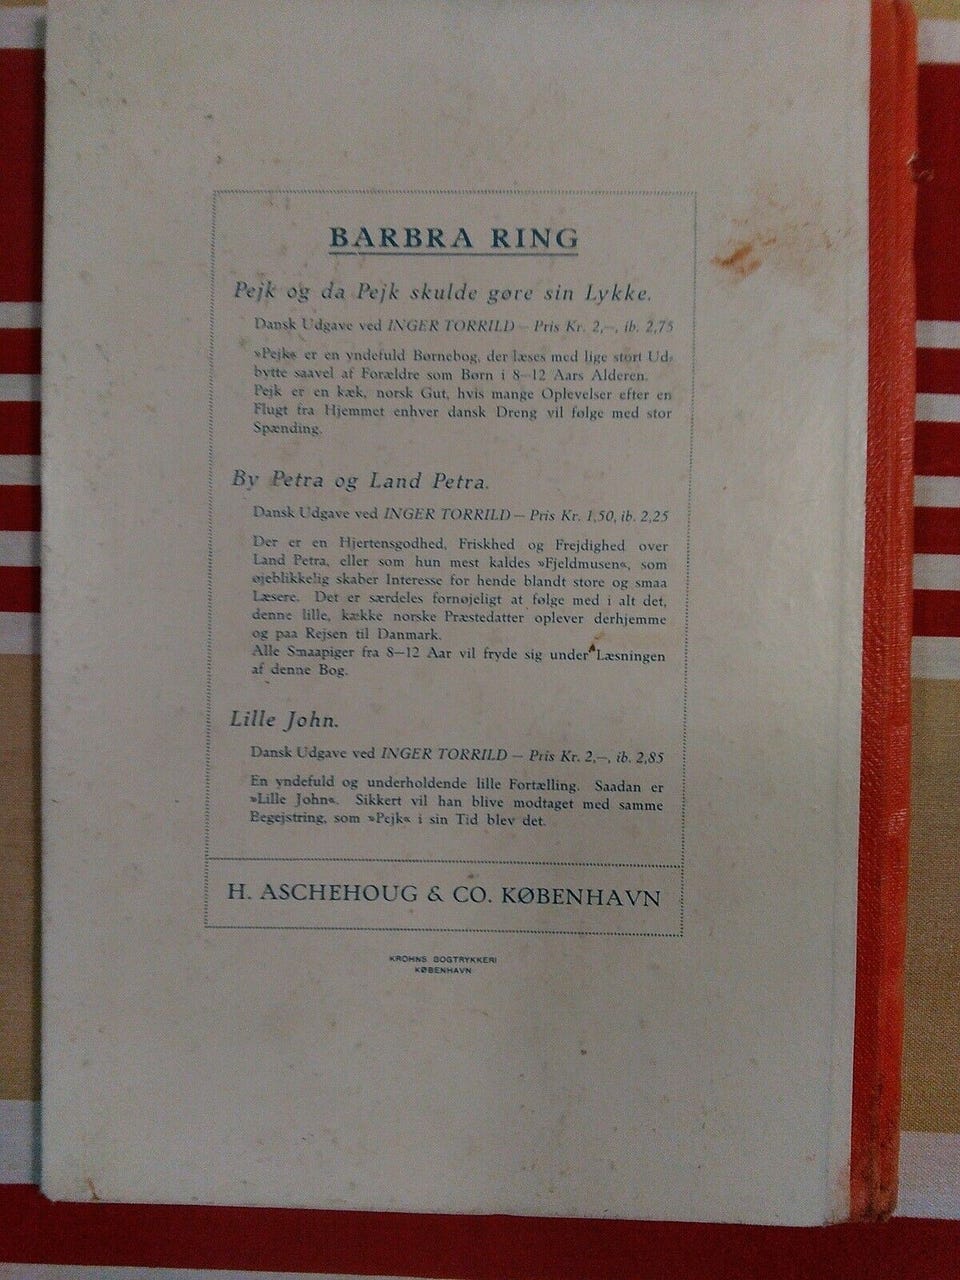 BARBRA RING
Pejk og da Pejk skulde gøre sin Lykke.
Dansk Udgave ved INGER TORRILD — Pris Kr. 2,—, ib. 2,75
»Pejk« er en yndefuld Børnebog, der læses med lige stort Ud-
bytte saavel af Forældre som Børn i 8—12 Aars Alderen.
Pejk er en kæk, norsk Gut, hvis mange Oplevelser efter en
Flugt fra Hjemmet enhver dansk Dreng vil følge med stor
Spænding.
By Petra og Land Petra.
Dansk Udgave ved INGER TORRILD — Pris Kr. 1,50, ib. 2,25
Der er en Hjertensgodhed, Friskhed og Frejdighed over
Land Petra, eller som hun mest kaldes »Fjeldmusen«, som
øjeblikkelig skaber Interesse for hende blandt store og smaa
Læsere. Det er særdeles fornøjeligt at følge med i alt det,
denne lille, kække norske Præstedatter oplever derhjemme
og paa Rejsen til Danmark.
Alle Smaapiger fra 8—12 Aar vil fryde sig under Læsningen
af denne Bog.
Lille John.
Dansk Udgave ved INGER TORRILD — Pris Kr. 2,—, ib. 2,85
En yndefuld og underholdende lille Fortælling. Saadan er
»Lille John«. Sikkert vil han blive modtaget med samme
Begejstring, som »Pejk« i sin Tid blev det.
H. ASCHEHOUG & CO. KØBENHAVN
KROHNS BOGTRYKKERI
KØBENHAVN